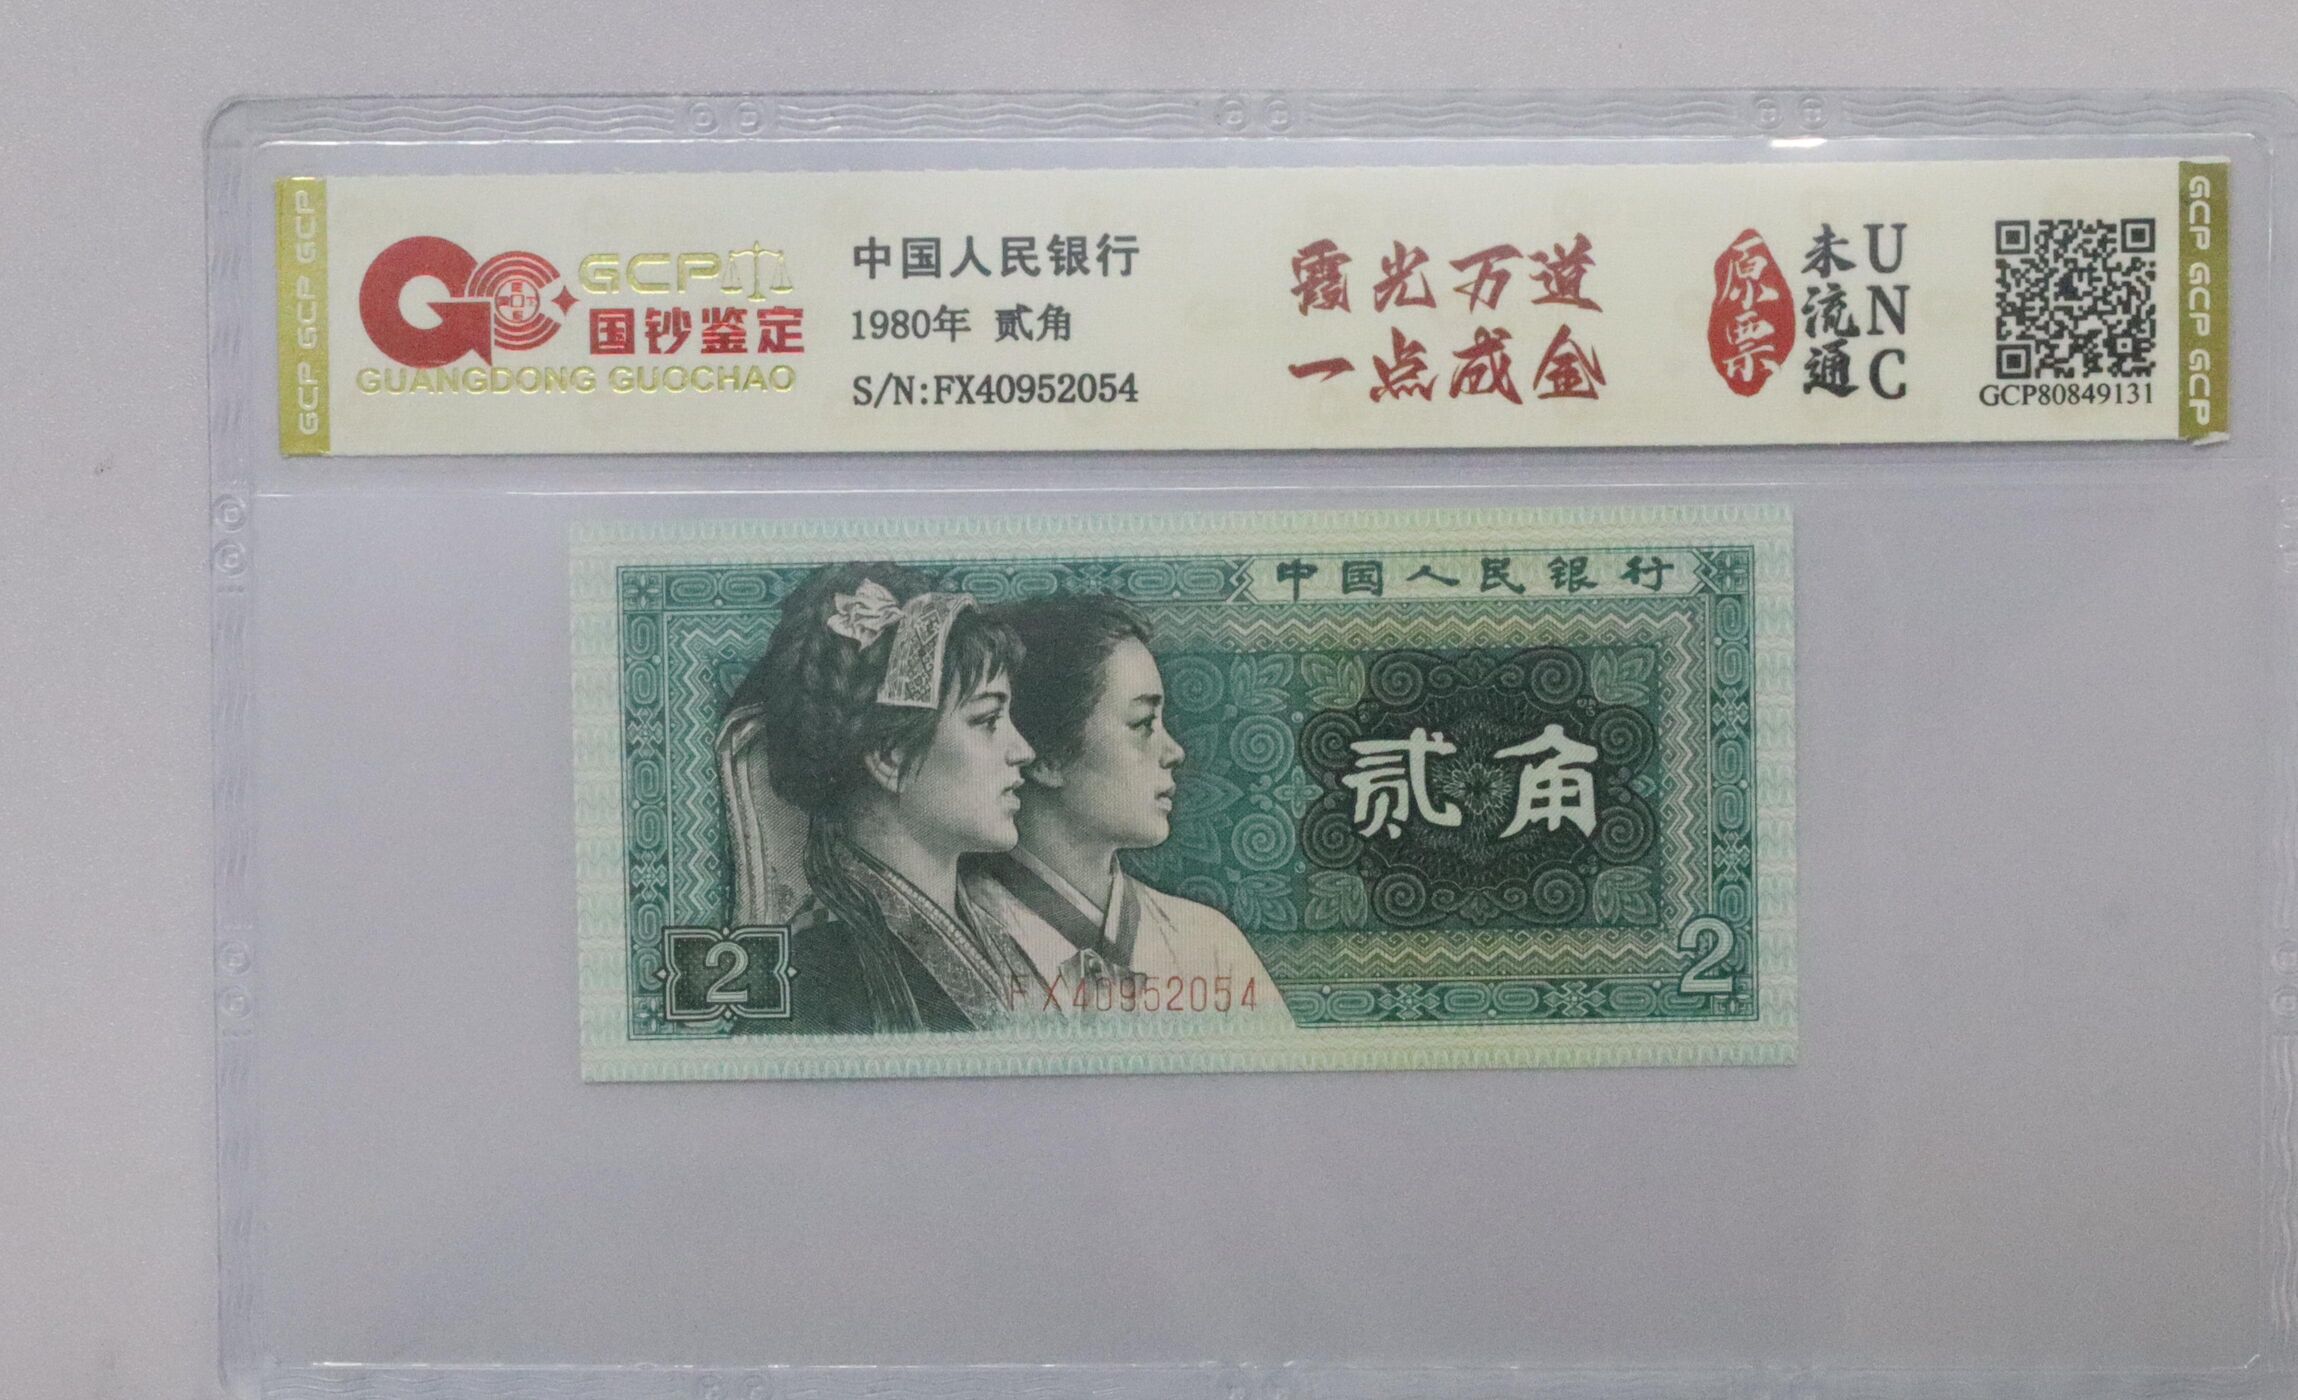 GCP GCP GCP
GCP
国钞鉴定
GUANGDONG GUOCHAO
中国人民银行
1980年 贰角
S/N:FX40952054
霞光万道
一点成金
原票
未流通
UNC
GCP80849131
GCP GCP GCP
中国人民银行
贰角
2
2
FX40952054